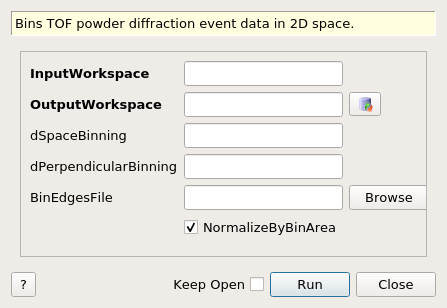 Bins TOF powder diffraction event data in 2D space.
InputWorkspace
OutputWorkspace
dSpaceBinning
dPerpendicularBinning
BinEdgesFile Browse
NormalizeByBinArea
? Keep Open Run Close